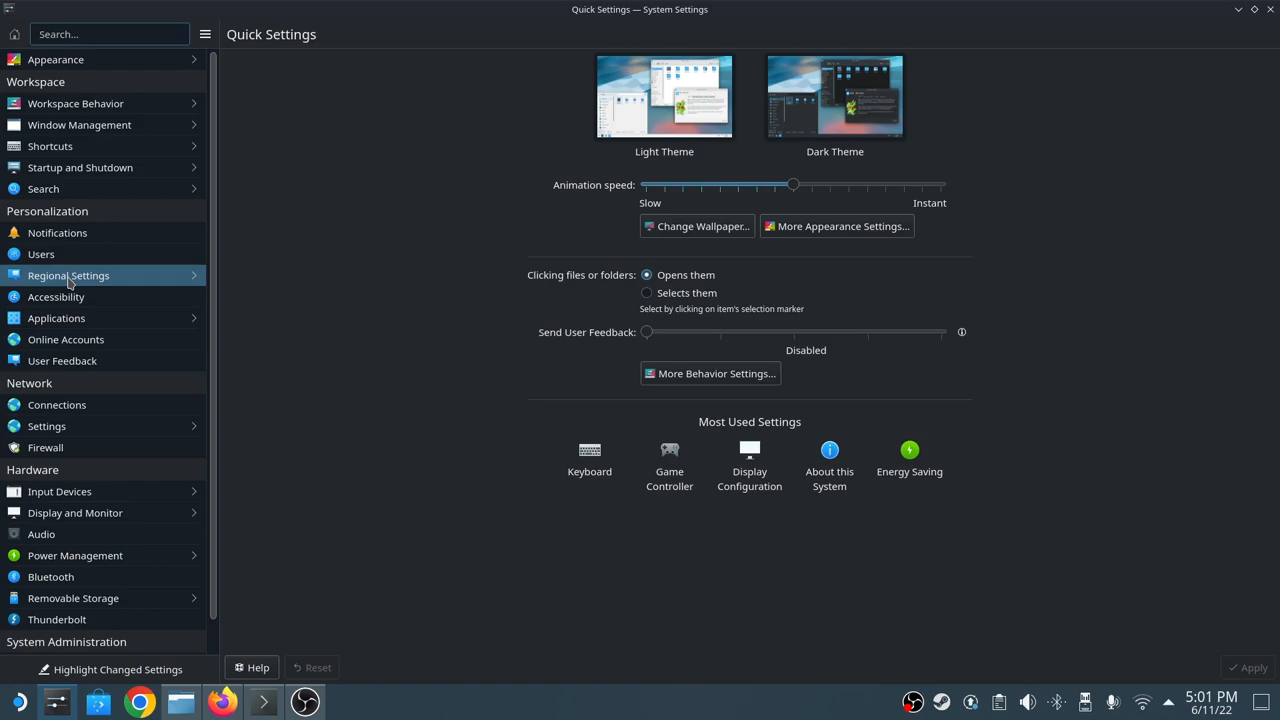 Quick Settings — System Settings
Search...
Quick Settings
Appearance
Workspace
Workspace Behavior
Window Management
Shortcuts
Startup and Shutdown
Search
Personalization
Notifications
Users
Regional Settings
Accessibility
Applications
Online Accounts
User Feedback
Network
Connections
Settings
Firewall
Hardware
Input Devices
Display and Monitor
Audio
Power Management
Bluetooth
Removable Storage
Thunderbolt
System Administration
Highlight Changed Settings
Light Theme
Dark Theme
Animation speed:
Slow
Instant
Change Wallpaper...
More Appearance Settings...
Clicking files or folders:
Opens them
Selects them
Select by clicking on item's selection marker
Send User Feedback:
Disabled
More Behavior Settings...
Most Used Settings
Keyboard
Game
Controller
Display
Configuration
About this
System
Energy Saving
Help
Reset
Apply
5:01 PM
6/11/22